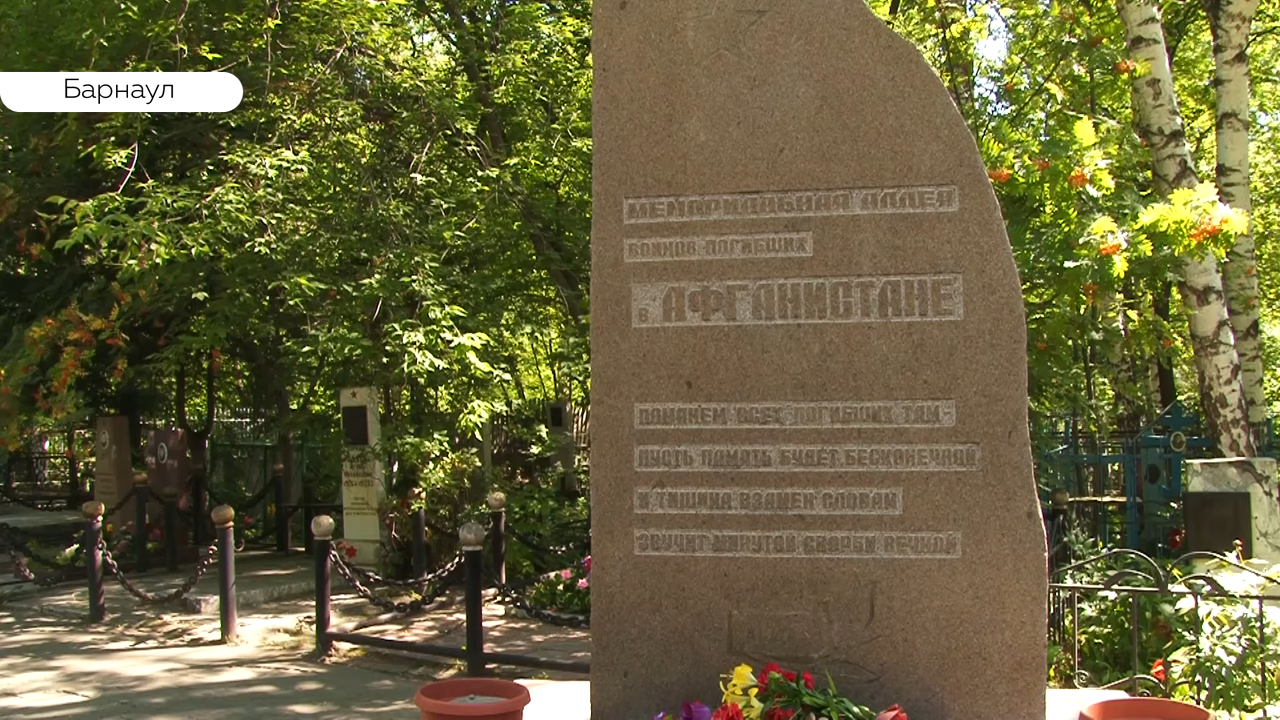 Барнаул
МЕМОРИАЛЬНАЯ АЛЛЕЯ
ВОИНОВ ПОГИБШИХ
В АФГАНИСТАНЕ
ПОМЯНЕМ ВСЕХ ПОГИБШИХ ТАМ.
ПУСТЬ ПАМЯТЬ БУДЕТ БЕСКОНЕЧНОЙ
И ТИШИНА ВЗАМЕН СЛОВАМ
ЗВУЧИТ МИНУТОЙ СКОРБИ ВЕЧНОЙ